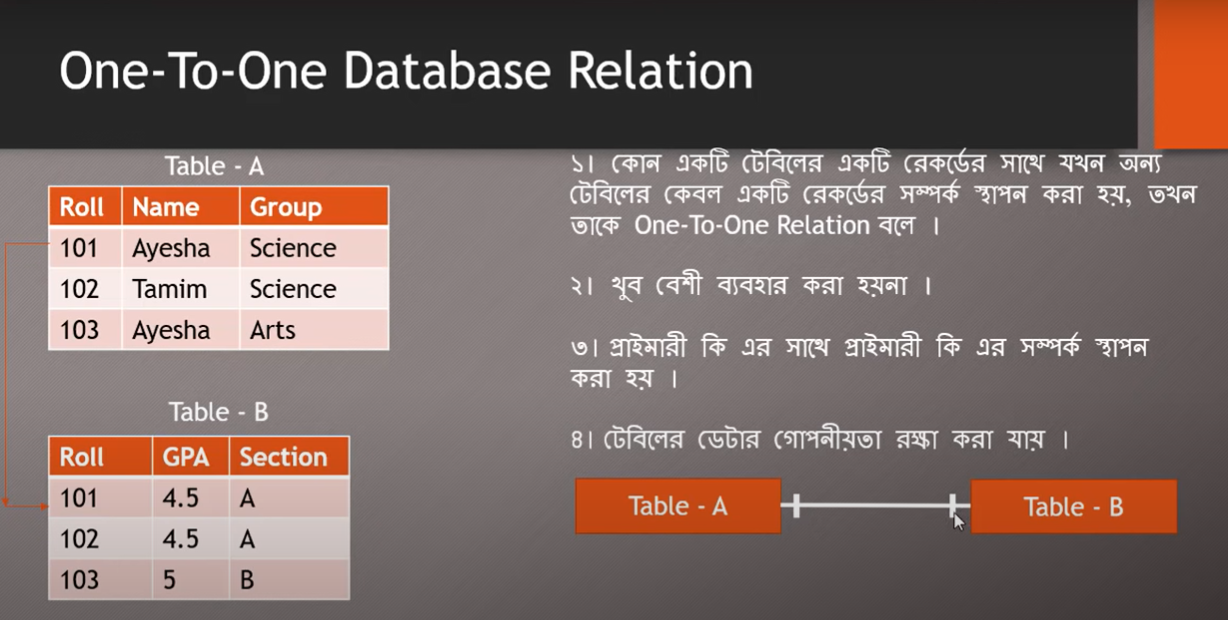 One-To-One Database Relation
Table - A
Roll Name Group
101 Ayesha Science
102 Tamim Science
103 Ayesha Arts
Table - B
Roll GPA Section
101 4.5 A
102 4.5 A
103 5 B
১। কোন একটি টেবিলের একটি রেকর্ডের সাথে যখন অন্য
টেবিলের কেবল একটি রেকর্ডের সম্পর্ক স্থাপন করা হয়, তখন
তাকে One-To-One Relation বলে ।
২। খুব বেশী ব্যবহার করা হয়না ।
৩। প্রাইমারী কি এর সাথে প্রাইমারী কি এর সম্পর্ক স্থাপন
করা হয় ।
৪। টেবিলের ডেটার গোপনীয়তা রক্ষা করা যায় ।
Table - A Table - B